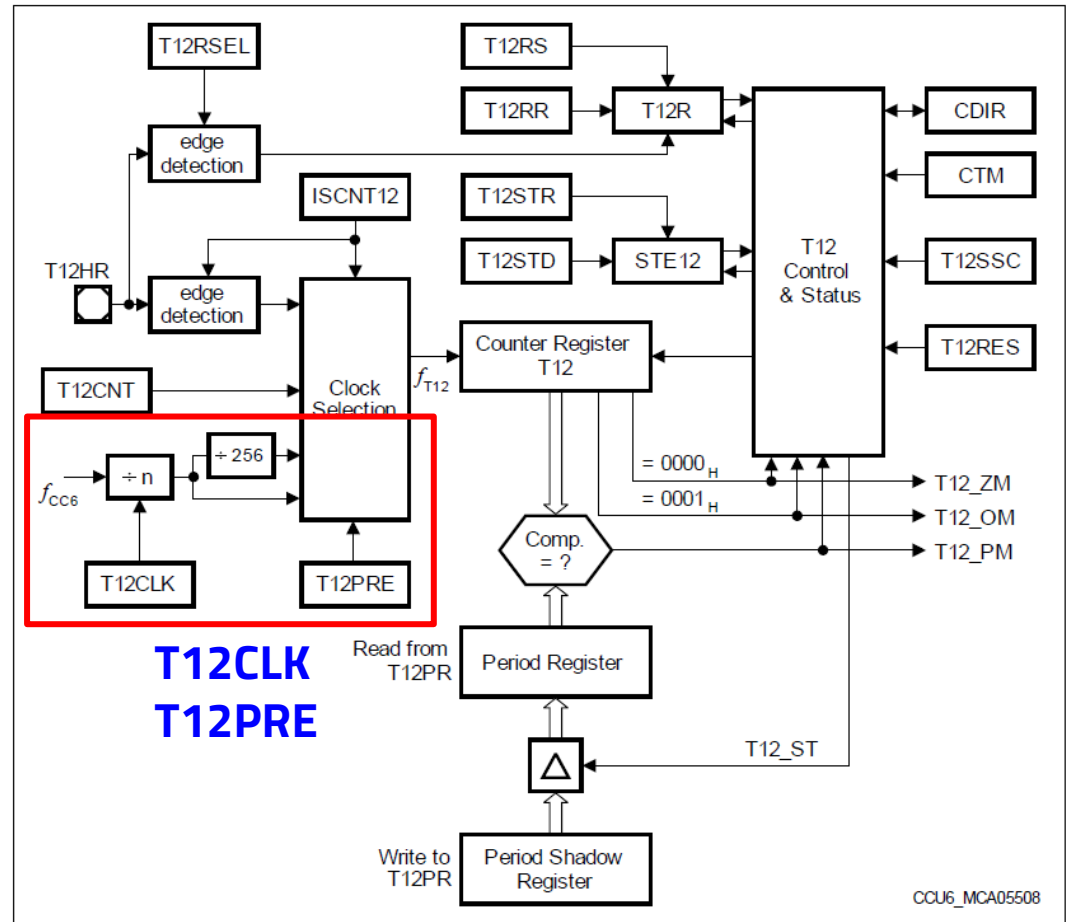 T12RSEL
T12RS
T12RR
T12R
CDIR
edge
detection
CTM
ISCNT12
T12STR
T12STD
STE12
T12
Control
& Status
T12SSC
T12HR
edge
detection
Counter Register
T12
T12RES
fT12
T12CNT
Clock
Selection
÷ 256
fCC6
÷ n
= 0000H
T12_ZM
= 0001H
T12_OM
Comp.
= ?
T12_PM
T12CLK
T12PRE
T12CLK
T12PRE
Read from
T12PR
Period Register
T12_ST
Δ
Write to
T12PR
Period Shadow
Register
CCU6_MCA05508